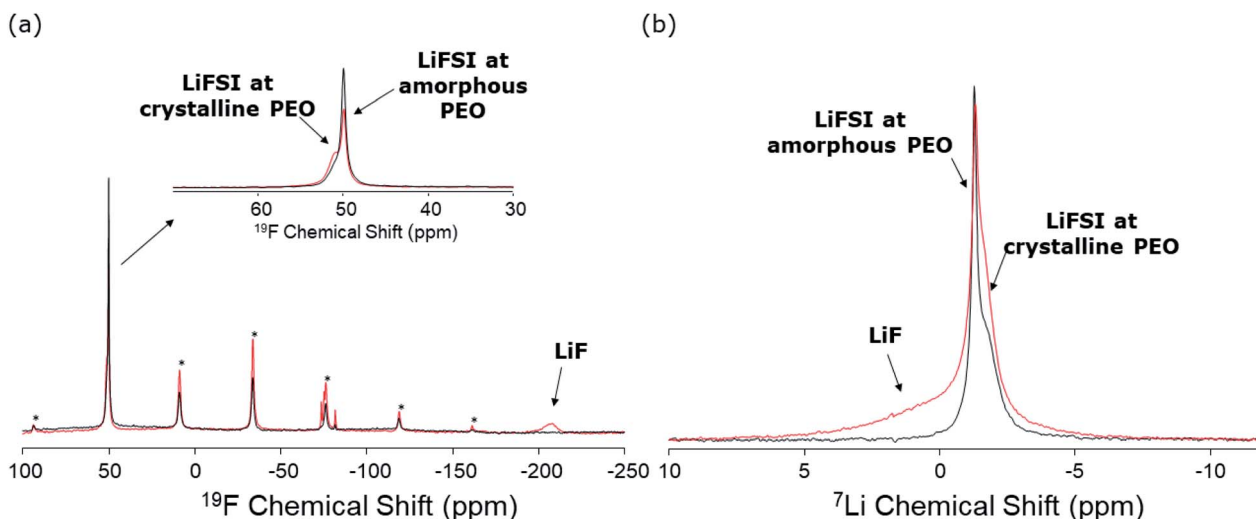 (a)
LiFSI at
crystalline PEO
LiFSI at
amorphous
PEO
60 50 40 30
¹⁹F Chemical Shift (ppm)
* * * * * *
LiF
100 50 0 -50 -100 -150 -200 -250
¹⁹F Chemical Shift (ppm)
(b)
LiFSI at
amorphous PEO
LiFSI at
crystalline PEO
LiF
10 5 0 -5 -10
⁷Li Chemical Shift (ppm)